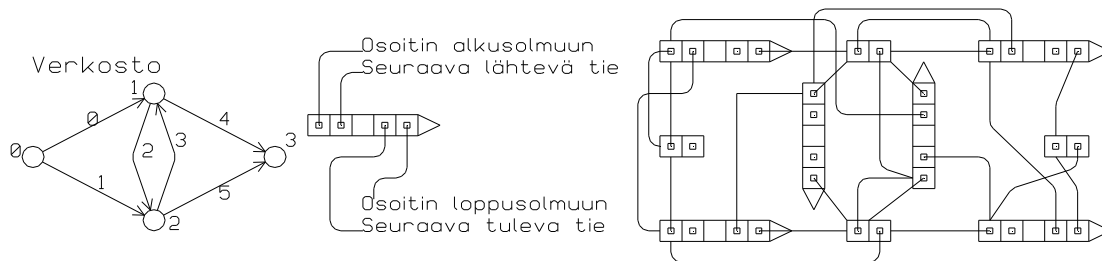 Verkosto
0
1
2
3
0
1
2
3
4
5
Osoitin alkusolmuun
Seuraava lähtevä tie
Osoitin loppusolmuun
Seuraava tuleva tie